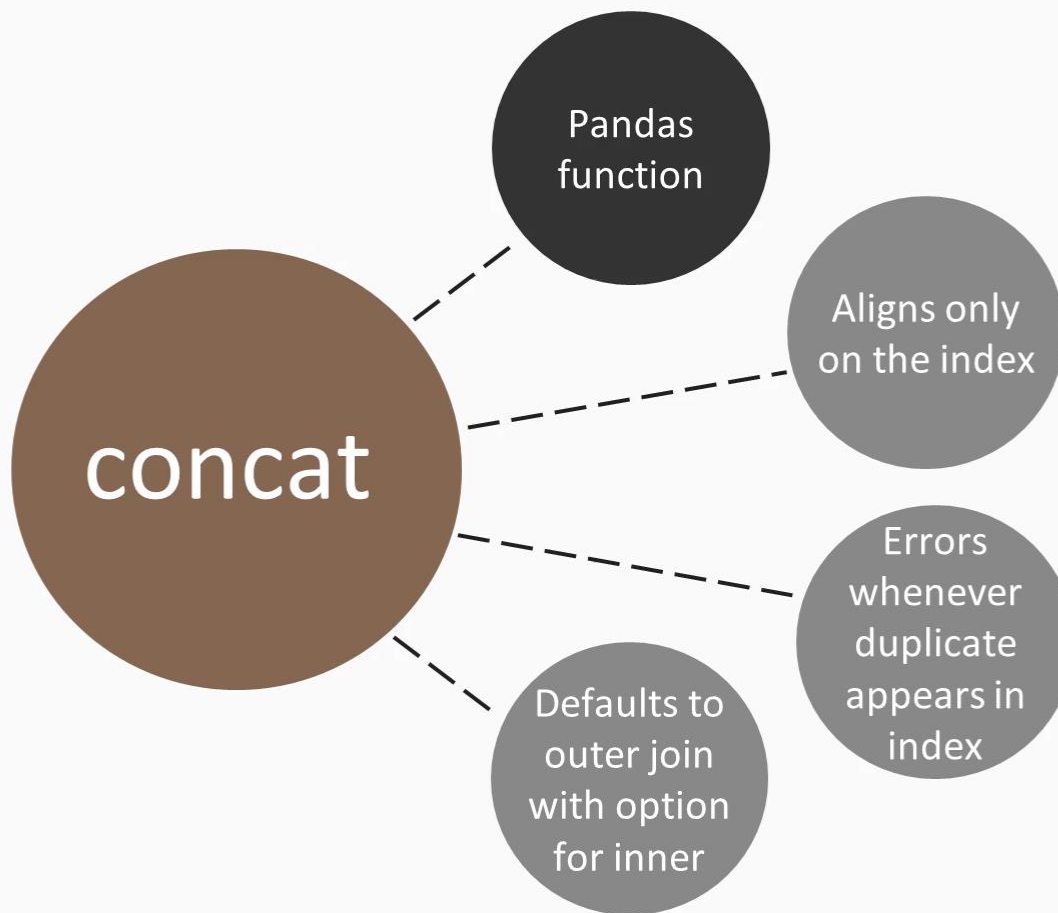 Pandas
function
Aligns only
on the index
concat
Errors
whenever
duplicate
appears in
index
Defaults to
outer join
with option
for inner